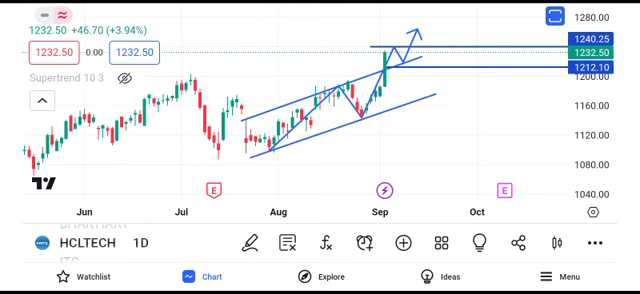 1280.00
1232.50 +46.70 (+3.94%)
1240.25
1232.50 0.00 1232.50
1232.50
1212.10
Supertrend 10 3
1200.00
1160.00
1120.00
1080.00
1040.00
E
E
Jun Jul Aug Sep Oct
HCLTECH 1D
ITC
Watchlist Chart Explore Ideas Menu